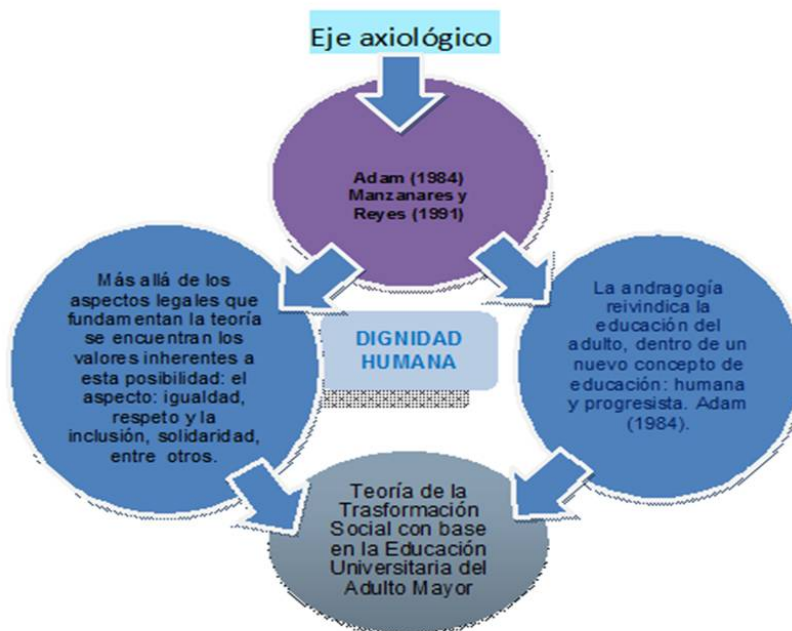 Eje axiológico
Adam (1984)
Manzanares y
Reyes (1991)
Más allá de los
aspectos legales que
fundamentan la teoría
se encuentran los
valores inherentes a
esta posibilidad: el
aspecto: igualdad,
respeto y la
inclusión, solidaridad,
entre otros.
DIGNIDAD
HUMANA
La andragogía
reivindica la
educación del
adulto, dentro de un
nuevo concepto de
educación: humana
y progresista. Adam
(1984).
Teoría de la
Trasformación
Social con base
en la Educación
Universitaria del
Adulto Mayor